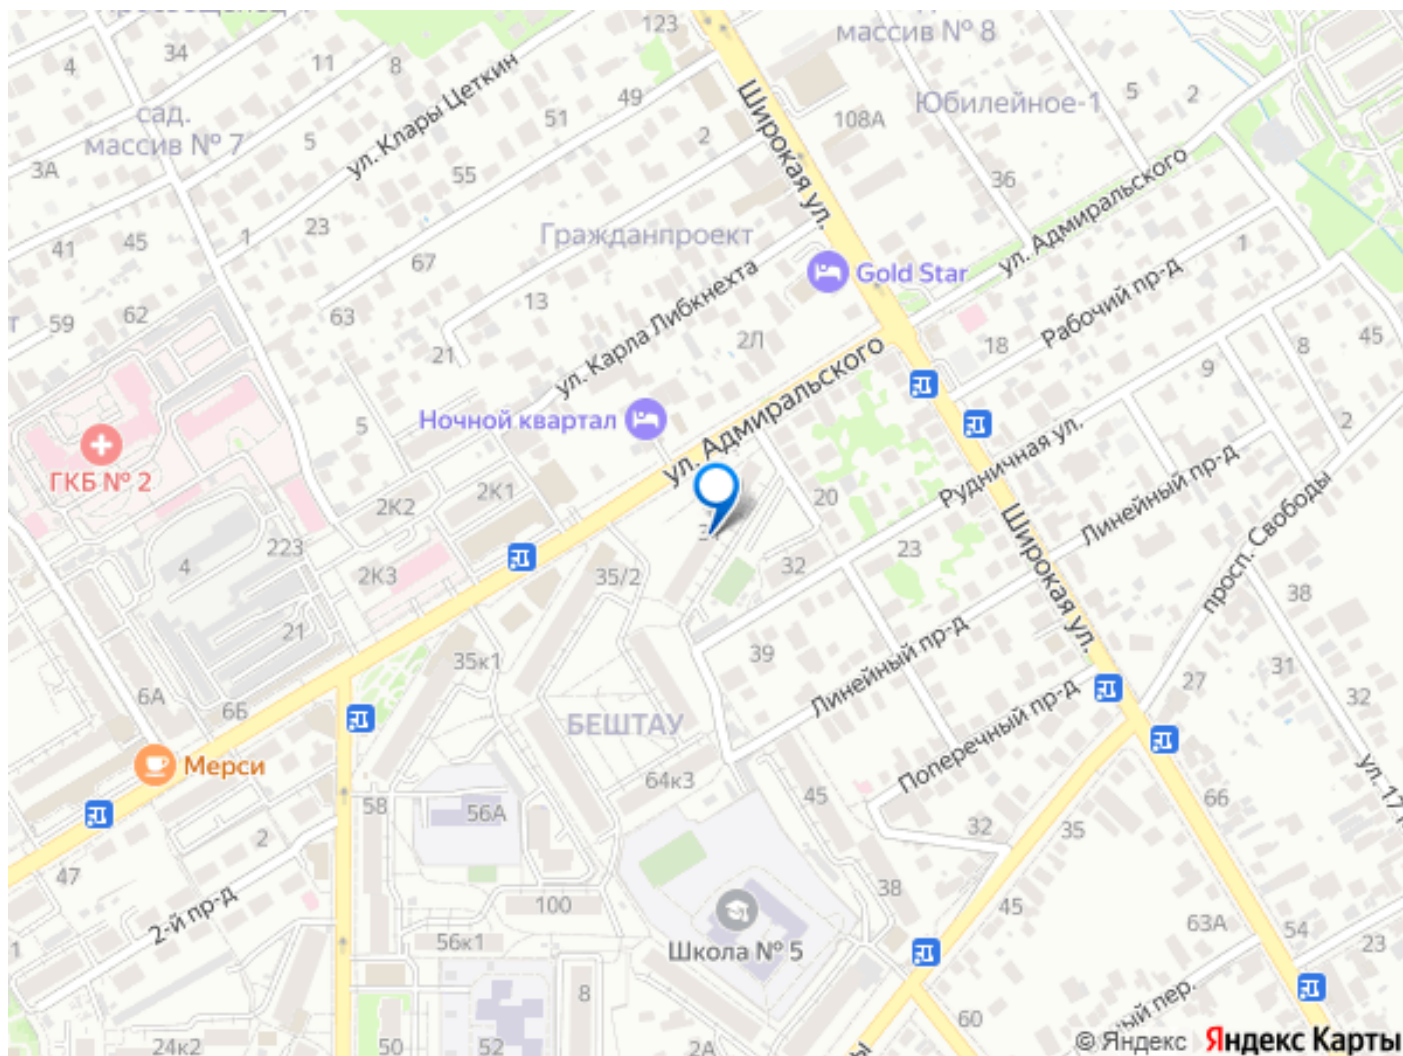 123
массив № 8
34
11
8
4
ул. Клары Цеткин
49
51
Широкая ул.
108А
Юбилейное-1
5
2
сад.
массив № 7
5
2
3А
55
36
ул. Адмиральского
23
1
41
45
Гражданпроект
67
1
Gold Star
ул. Карла Либкнехта
13
Рабочий пр-д
62
59
63
21
2Л
18
45
8
9
5
Ночной квартал
ул. Адмиральского
2
ГКБ № 2
2К1
2К2
20
Рудничная ул.
Линейный пр-д
просп. Свободы
223
4
2К3
35/2
32
23
Широкая ул.
38
21
35к1
39
Линейный пр-д
31
27
32
6А
6Б
БЕШТАУ
Поперечный пр-д
Мерси
64к3
45
66
58
56А
32
35
2
47
38
45
2-й пр-д
100
63А
54
23
1
56к1
Школа № 5
8
60
24к2
50
52
2А
© Яндекс Яндекс Карты